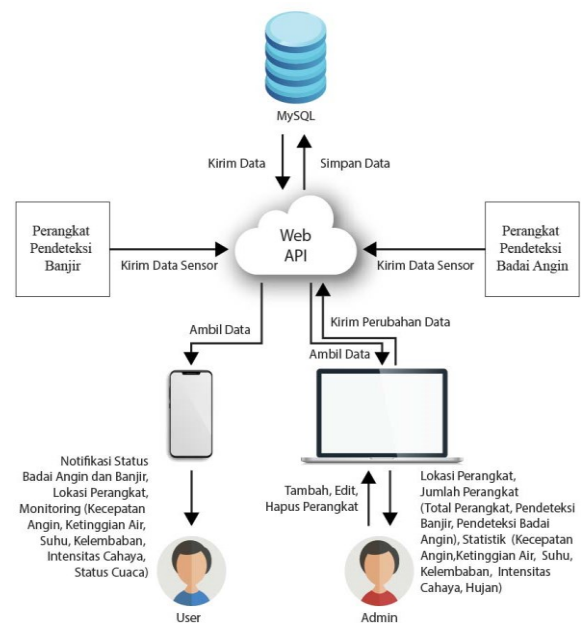 MySQL
Kirim Data
Simpan Data
Perangkat
Pendeteksi
Banjir
Kirim Data Sensor
Web
API
Kirim Data Sensor
Perangkat
Pendeteksi
Badai Angin
Ambil Data
Kirim Perubahan Data
Ambil Data
Notifikasi Status
Badai Angin dan Banjir,
Lokasi Perangkat,
Monitoring (Kecepatan
Angin, Ketinggian Air,
Suhu, Kelembaban,
Intensitas Cahaya,
Status Cuaca)
User
Tambah, Edit,
Hapus Perangkat
Lokasi Perangkat,
Jumlah Perangkat
(Total Perangkat, Pendeteksi
Banjir, Pendeteksi Badai
Angin), Statistik (Kecepatan
Angin,Ketinggian Air, Suhu,
Kelembaban, Intensitas
Cahaya, Hujan)
Admin